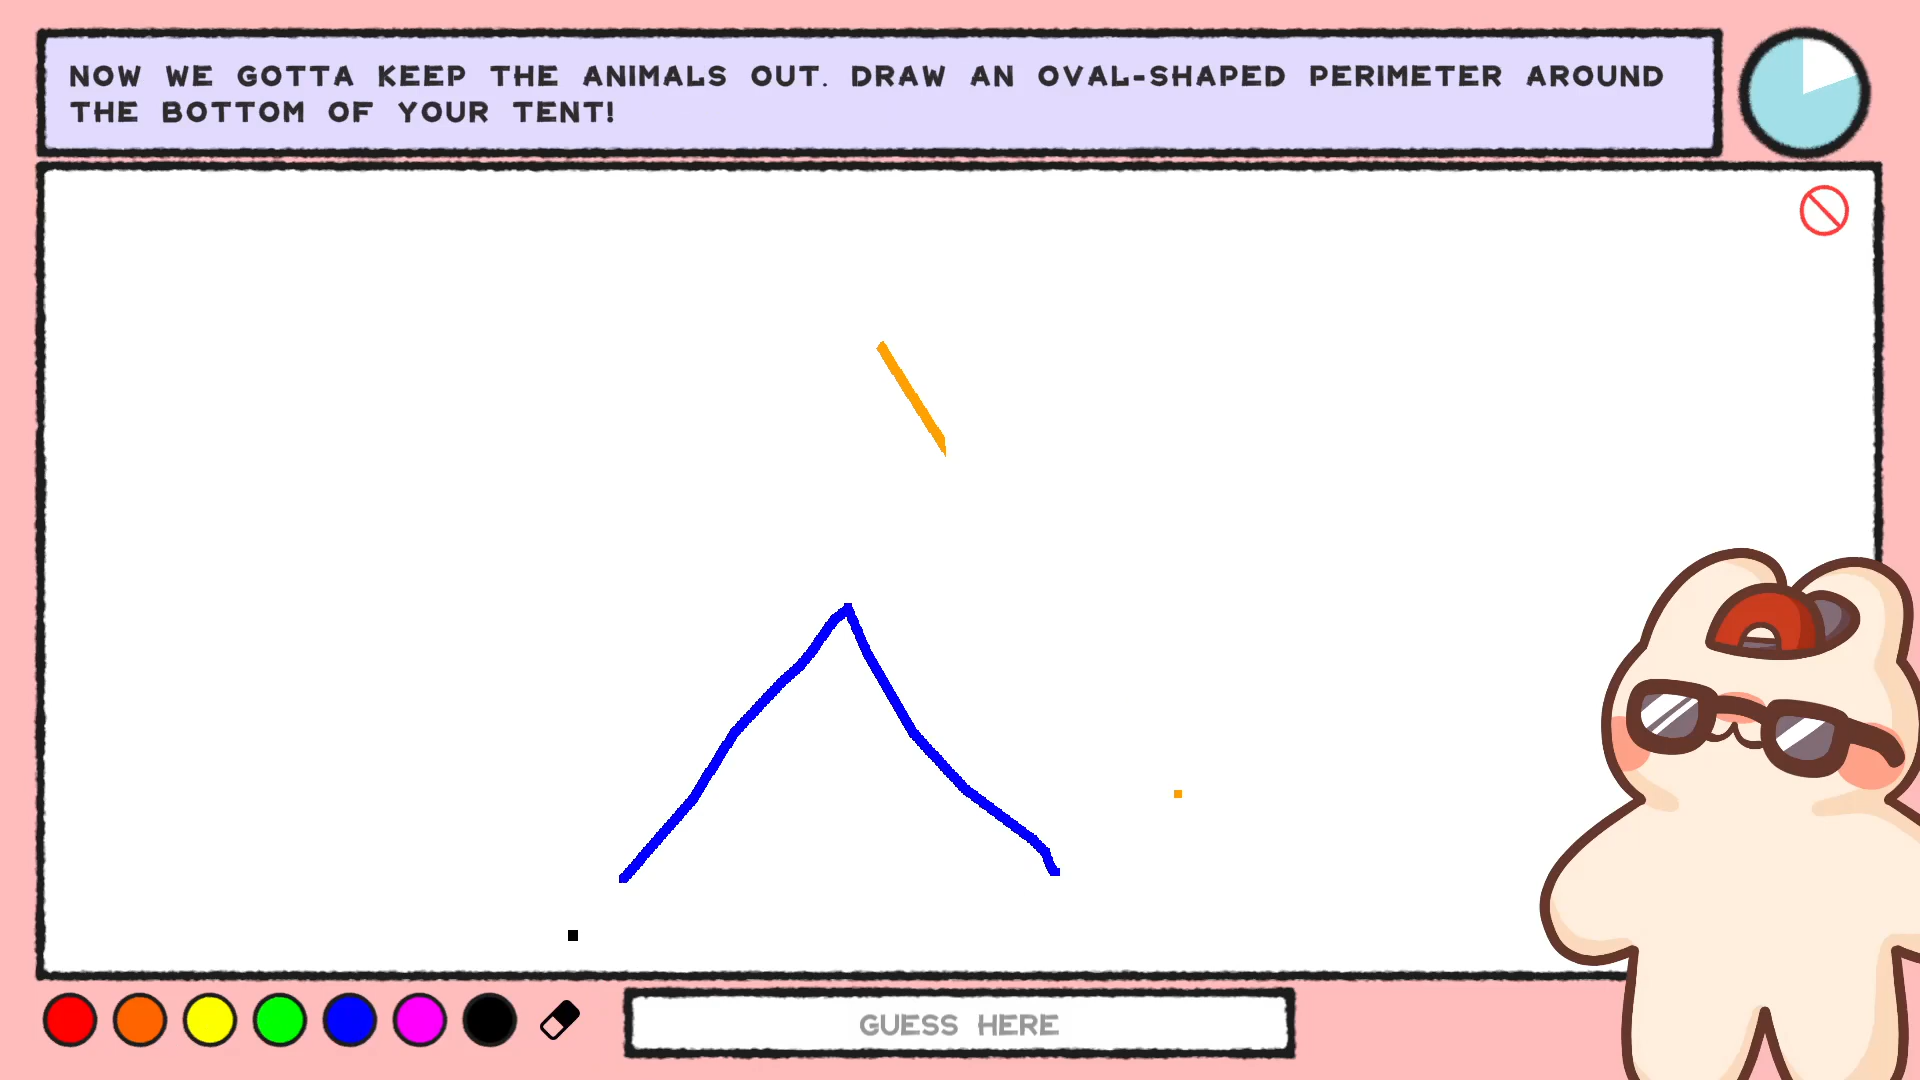 NOW WE GOTTA KEEP THE ANIMALS OUT. DRAW AN OVAL-SHAPED PERIMETER AROUND
THE BOTTOM OF YOUR TENT!
GUESS HERE